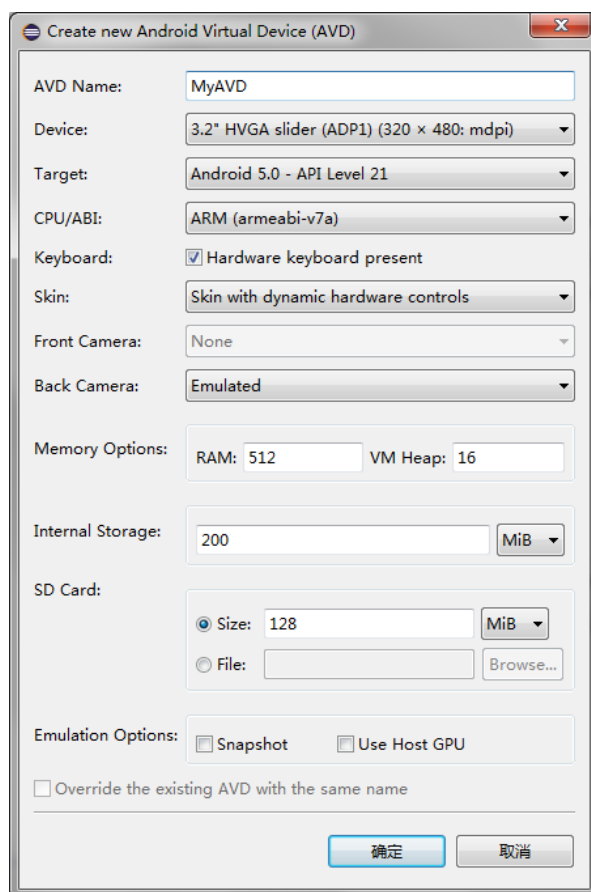 Create new Android Virtual Device (AVD)
AVD Name: MyAVD
Device: 3.2" HVGA slider (ADP1) (320 × 480: mdpi)
Target: Android 5.0 - API Level 21
CPU/ABI: ARM (armeabi-v7a)
Keyboard: Hardware keyboard present
Skin: Skin with dynamic hardware controls
Front Camera: None
Back Camera: Emulated
Memory Options: RAM: 512 VM Heap: 16
Internal Storage: 200 MiB
SD Card:
Size: 128 MiB
File: Browse...
Emulation Options: Snapshot Use Host GPU
Override the existing AVD with the same name
确定 取消